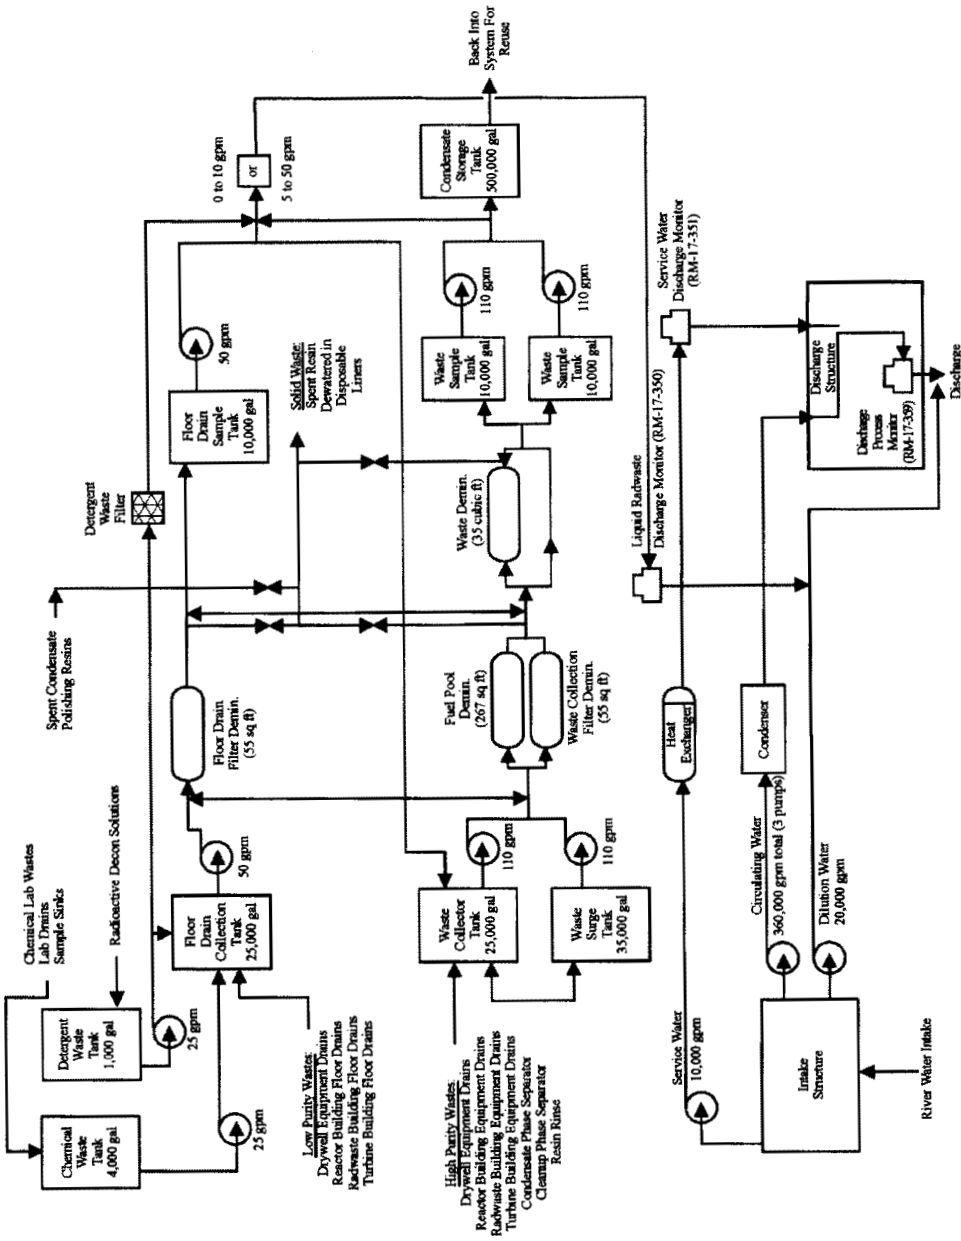 Chemical Lab Wastes
Lab Drains
Sample Sinks
Radioactive Decon Solutions
Chemical
Waste
Tank
4,000 gal
Detergent
Waste
Tank
1,000 gal
25 gpm
25 gpm
Low Purity Wastes:
Drywell Equipment Drains
Reactor Building Floor Drains
Radwaste Building Floor Drains
Turbine Building Floor Drains
Floor
Drain
Collection
Tank
25,000 gal
50 gpm
Floor Drain
Filter Demin.
(55 sq ft)
Spent Condensate
Polishing Resins
Detergent
Waste
Filter
Floor
Drain
Sample
Tank
10,000 gal
50 gpm
0 to 10 gpm
or
5 to 50 gpm
Solid Waste:
Spent Resin
Dewatered in
Disposable
Liners
High Purity Wastes:
Drywell Equipment Drains
Reactor Building Equipment Drains
Radwaste Building Equipment Drains
Turbine Building Equipment Drains
Condensate Phase Separator
Cleanup Phase Separator
Resin Rinse
Waste
Collector
Tank
25,000 gal
110 gpm
Waste
Surge
Tank
35,000 gal
110 gpm
Fuel Pool
Demin.
(267 sq ft)
Waste Collection
Filter Demin.
(55 sq ft)
Waste Demin.
(35 cubic ft)
Waste
Sample
Tank
10,000 gal
110 gpm
Waste
Sample
Tank
10,000 gal
110 gpm
Condensate
Storage
Tank
500,000 gal
Back Into
System For
Reuse
Liquid Radwaste
Discharge Monitor (RM-17-350)
Service Water
Discharge Monitor
(RM-17-351)
Service Water
10,000 gpm
Heat
Exchanger
Circulating Water
360,000 gpm total (3 pumps)
Condenser
Dilution Water
20,000 gpm
Intake
Structure
River Water Intake
Discharge
Structure
Discharge
Process
Monitor
(RM-17-359)
Discharge